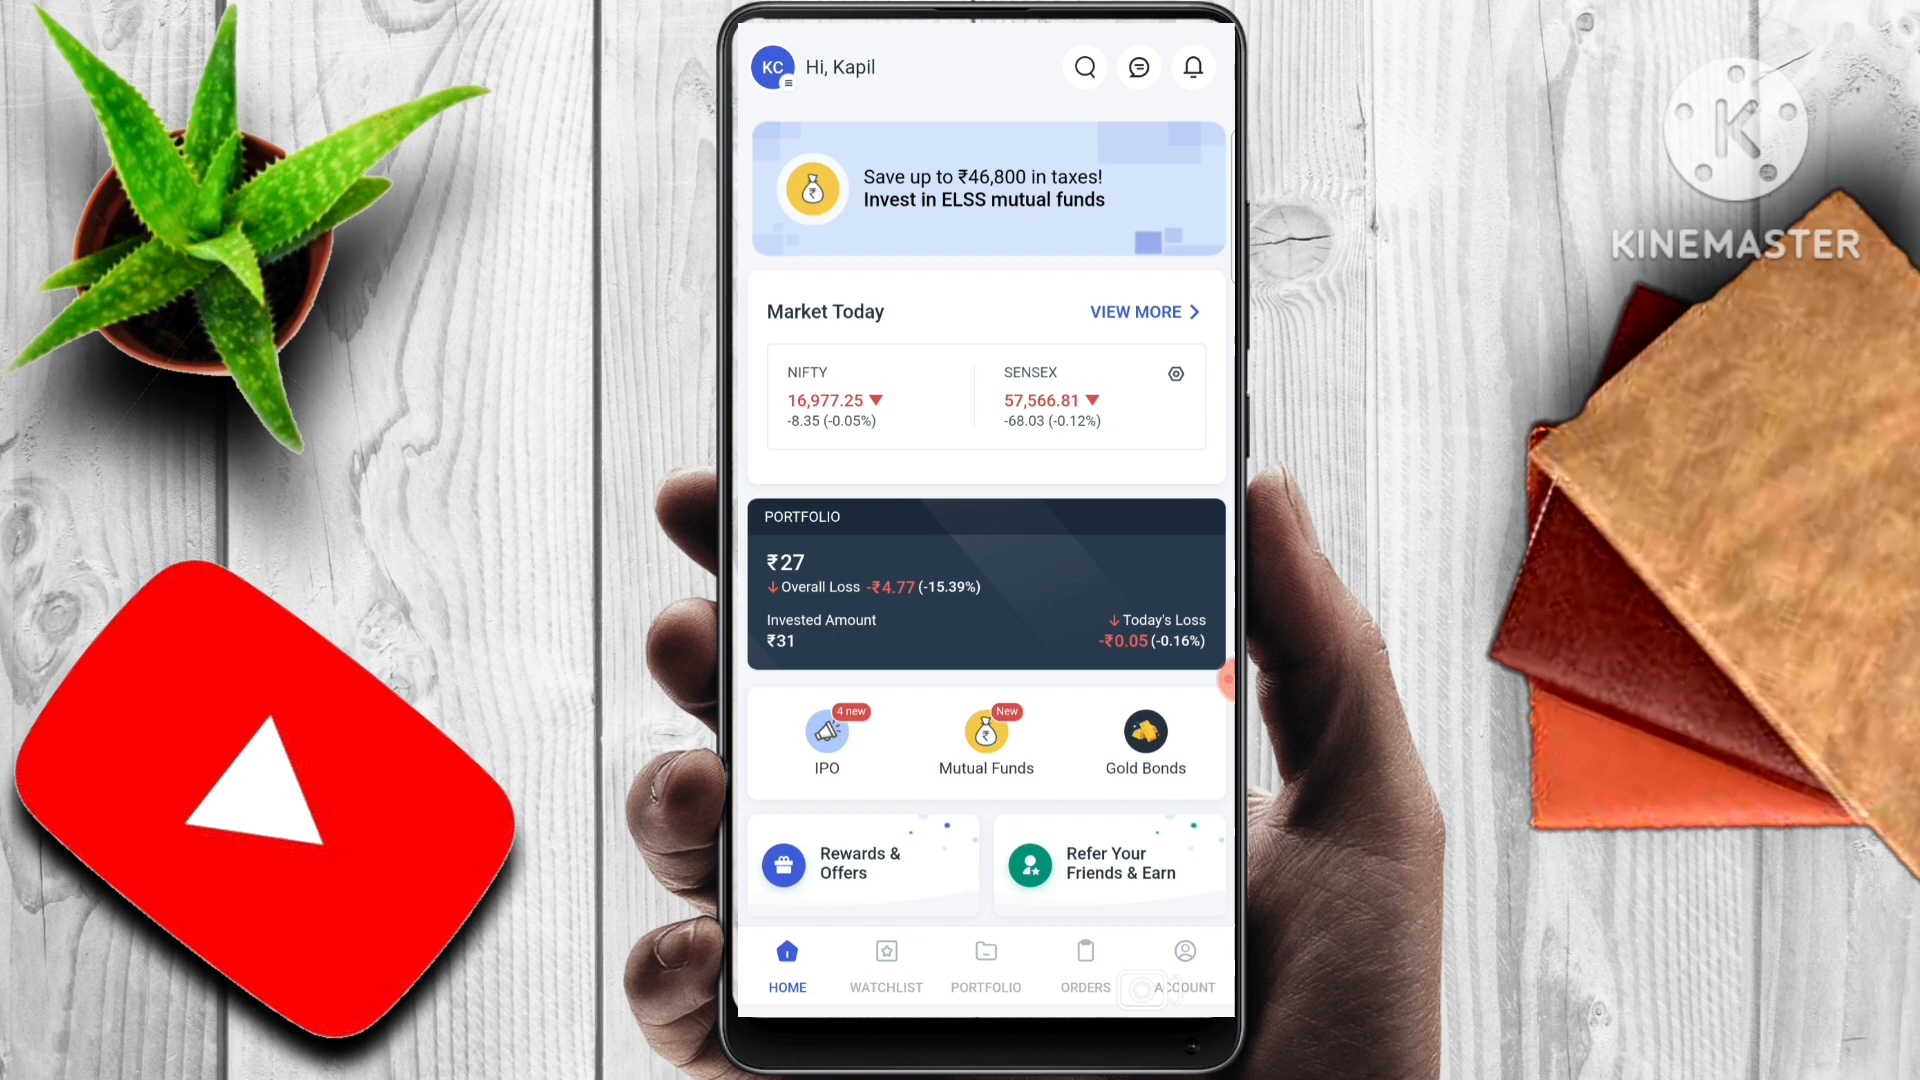 KC
Hi, Kapil
Save up to ₹46,800 in taxes!
Invest in ELSS mutual funds
Market Today
VIEW MORE
NIFTY
16,977.25
-8.35 (-0.05%)
SENSEX
57,566.81
-68.03 (-0.12%)
PORTFOLIO
₹27
Overall Loss -₹4.77 (-15.39%)
Invested Amount
₹31
Today's Loss
-₹0.05 (-0.16%)
4 new
IPO
New
Mutual Funds
Gold Bonds
Rewards &
Offers
Refer Your
Friends & Earn
HOME
WATCHLIST
PORTFOLIO
ORDERS
ACCOUNT
K
KINEMASTER